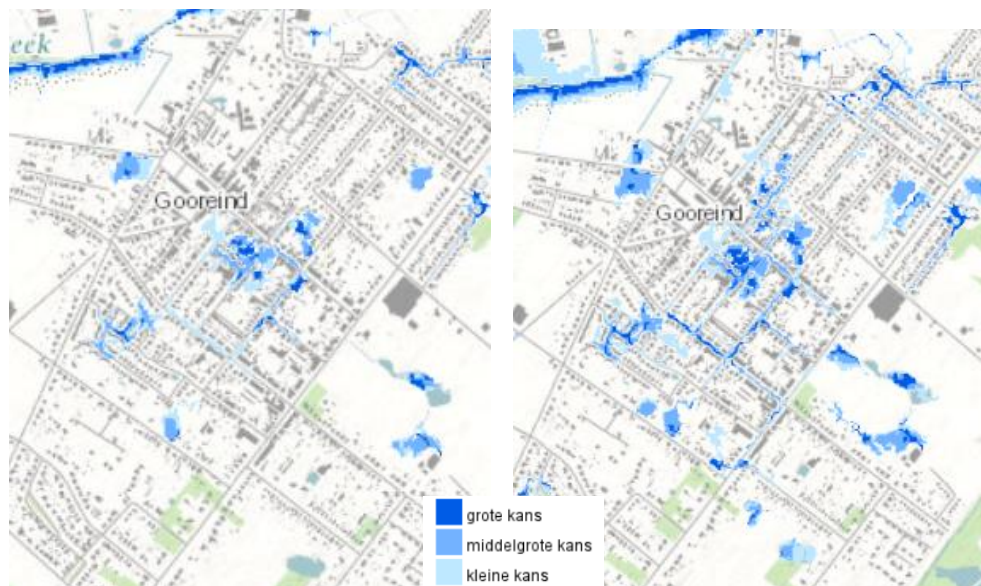 eek
Gooreind
Gooreind
grote kans
middelgrote kans
kleine kans